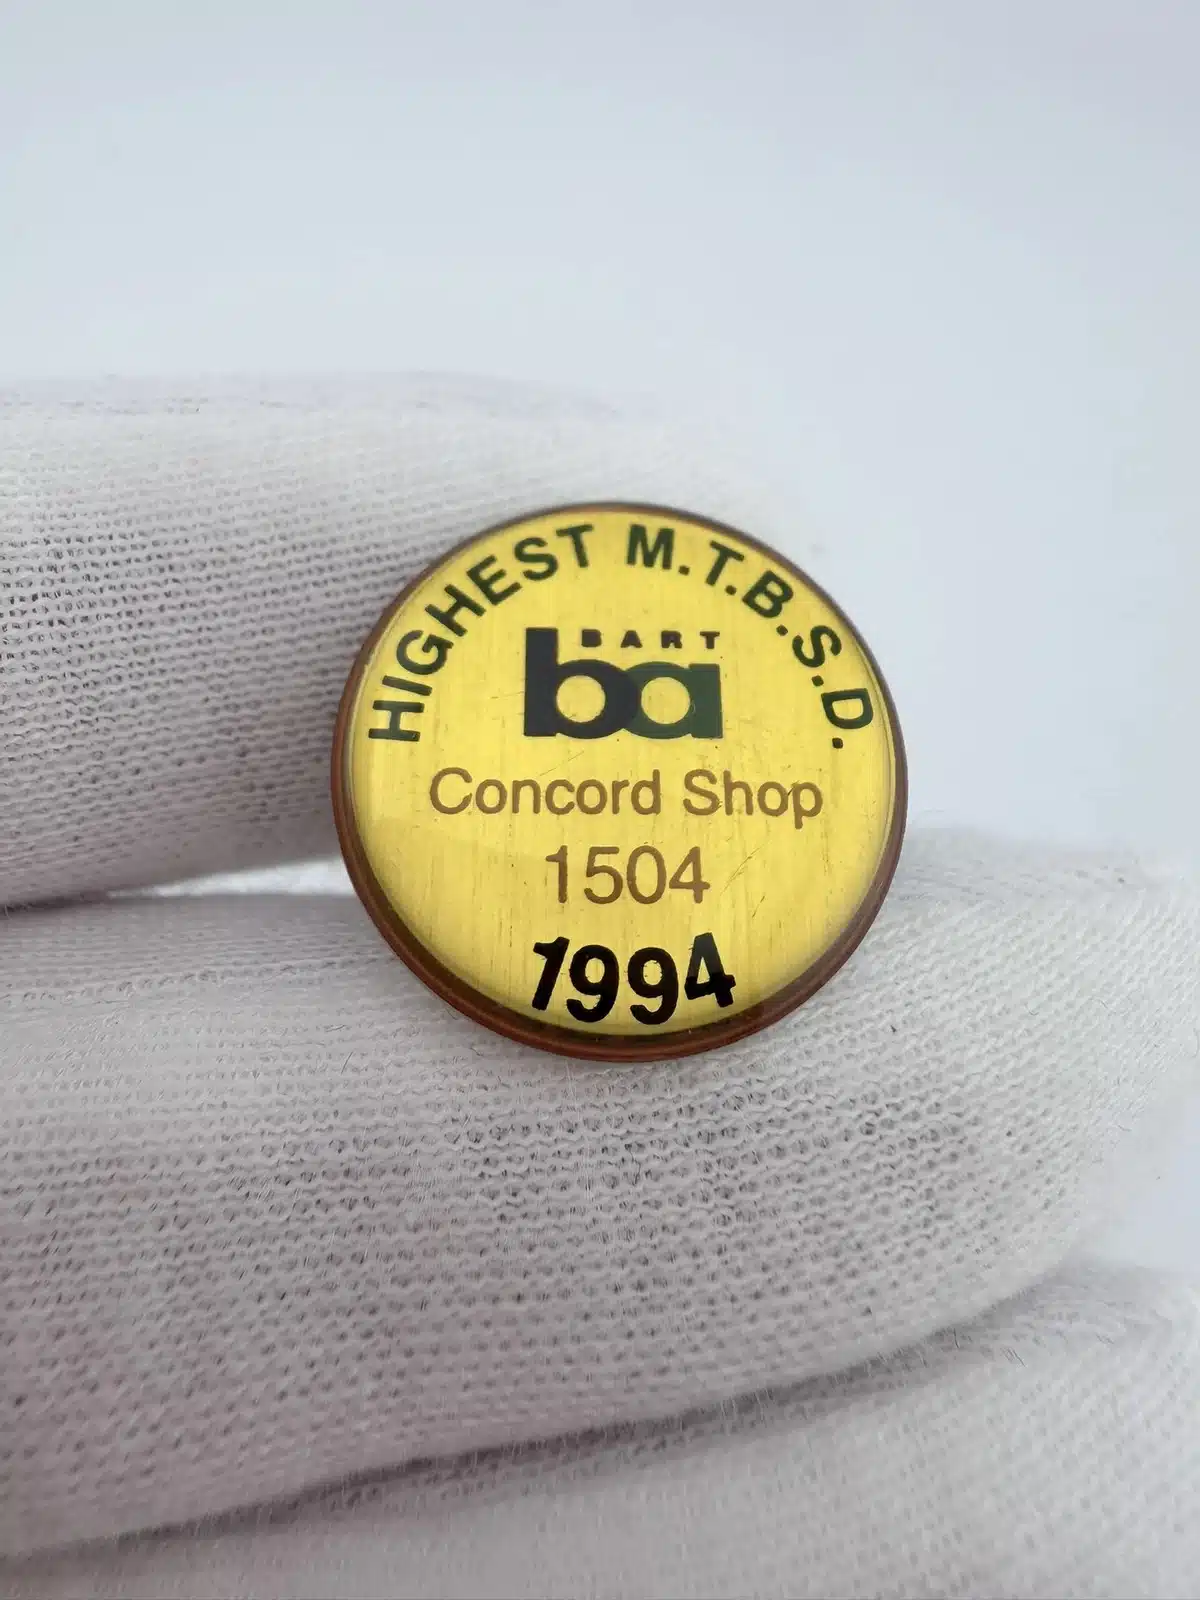 HIGHEST M.T.B.S.D.
BART
ba
Concord Shop
1504
1994